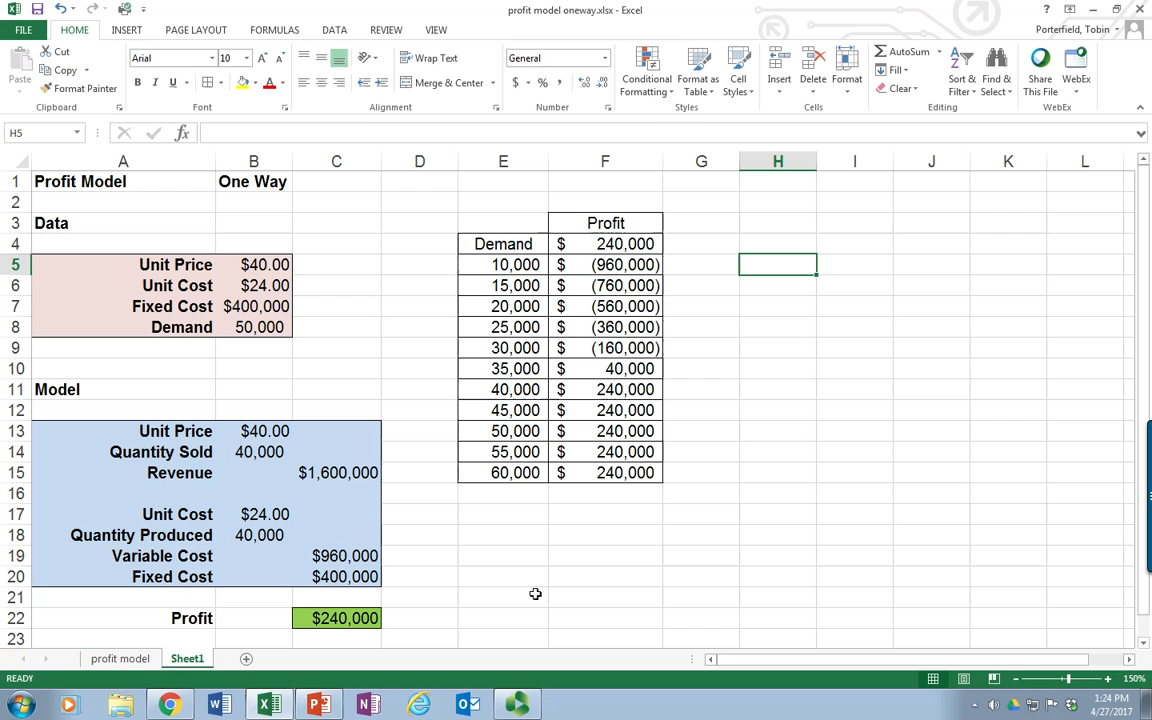 profit model oneway.xlsx - Excel
FILE HOME INSERT PAGE LAYOUT FORMULAS DATA REVIEW VIEW Porterfield, Tobin
Paste Cut Copy Format Painter Clipboard
Arial 10 B I U Font
Wrap Text Merge & Center Alignment
General $ % , Number
Conditional Formatting Format as Table Cell Styles Styles
Insert Delete Format Cells
AutoSum Fill Clear Sort & Filter Find & Select Editing
Share This File WebEx WebEx
H5 fx
A B C D E F G H I J K L
1 Profit Model One Way
2
3 Data Profit
4 Demand $ 240,000
5 Unit Price $40.00 10,000 $ (960,000)
6 Unit Cost $24.00 15,000 $ (760,000)
7 Fixed Cost $400,000 20,000 $ (560,000)
8 Demand 50,000 25,000 $ (360,000)
9 30,000 $ (160,000)
10 35,000 $ 40,000
11 Model 40,000 $ 240,000
12 45,000 $ 240,000
13 Unit Price $40.00 50,000 $ 240,000
14 Quantity Sold 40,000 55,000 $ 240,000
15 Revenue $1,600,000 60,000 $ 240,000
16
17 Unit Cost $24.00
18 Quantity Produced 40,000
19 Variable Cost $960,000
20 Fixed Cost $400,000
21
22 Profit $240,000
23
profit model Sheet1
READY 150%
1:24 PM
4/27/2017